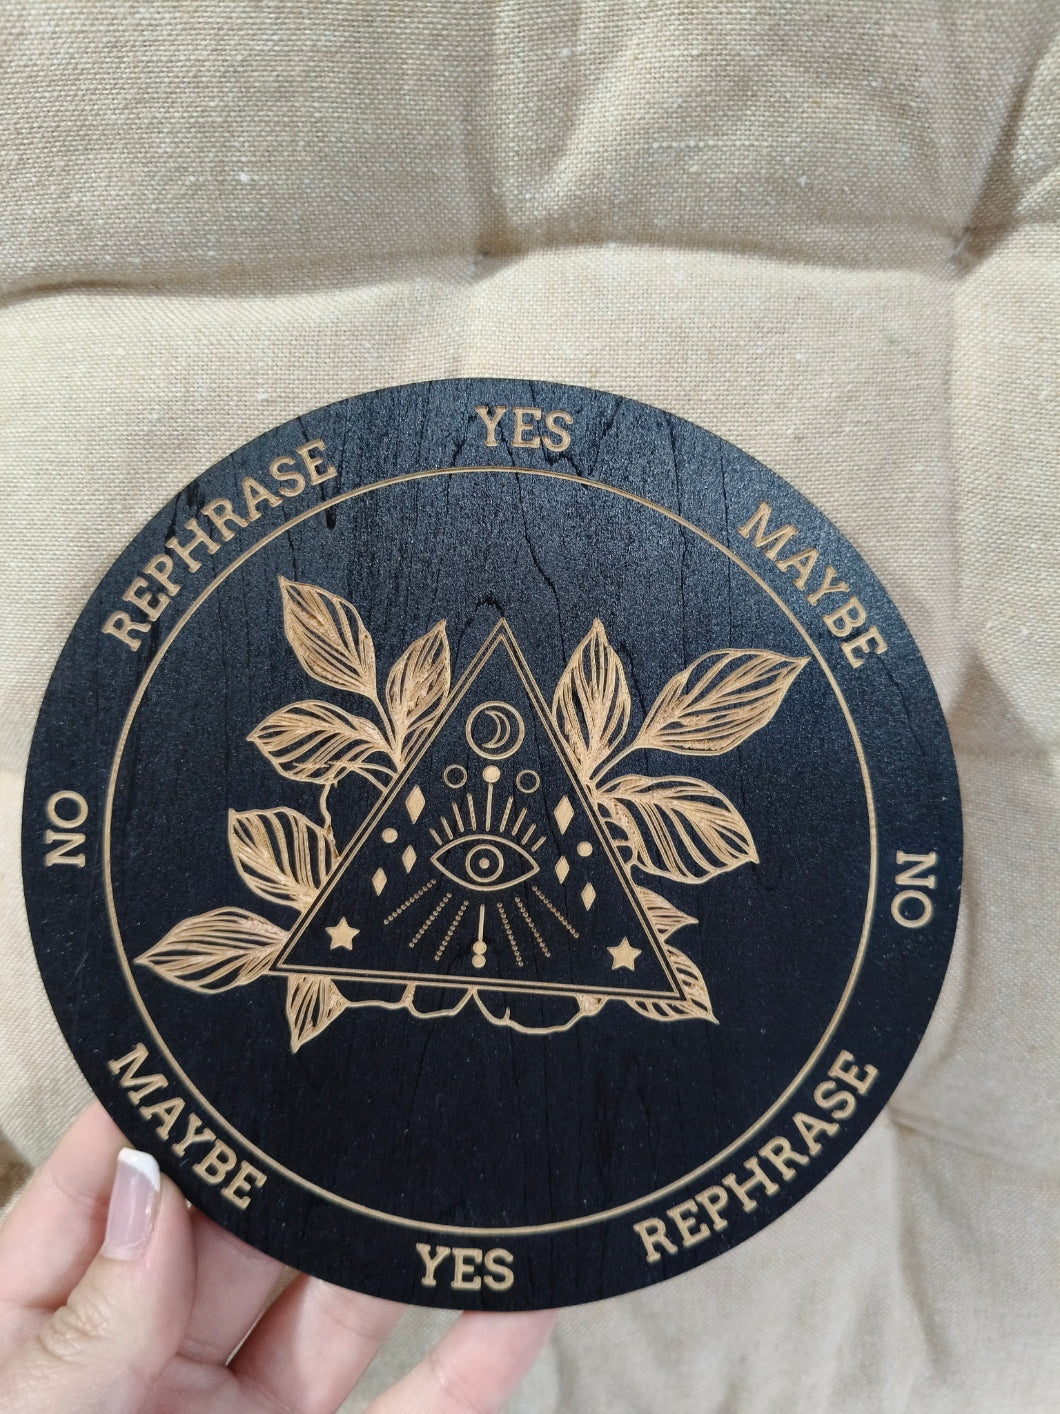 YES
MAYBE
NO
REPHRASE
YES
MAYBE
NO
REPHRASE